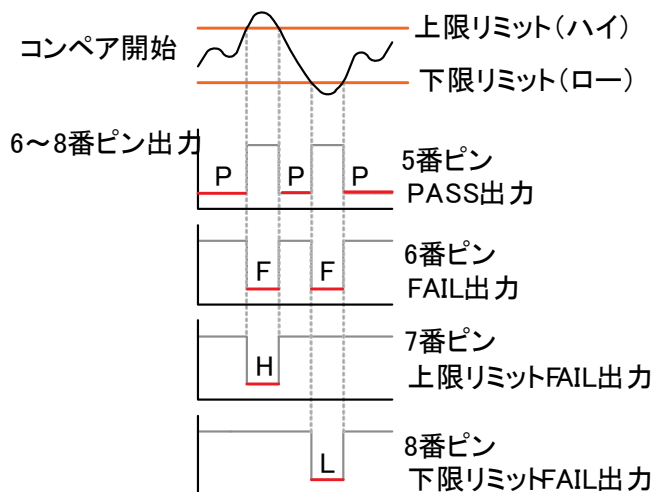 上限リミット(ハイ)
コンペア開始
下限リミット(ロー)
6～8番ピン出力
P P P
5番ピン
PASS出力
F F
6番ピン
FAIL出力
H
7番ピン
上限リミットFAIL出力
L
8番ピン
下限リミットFAIL出力